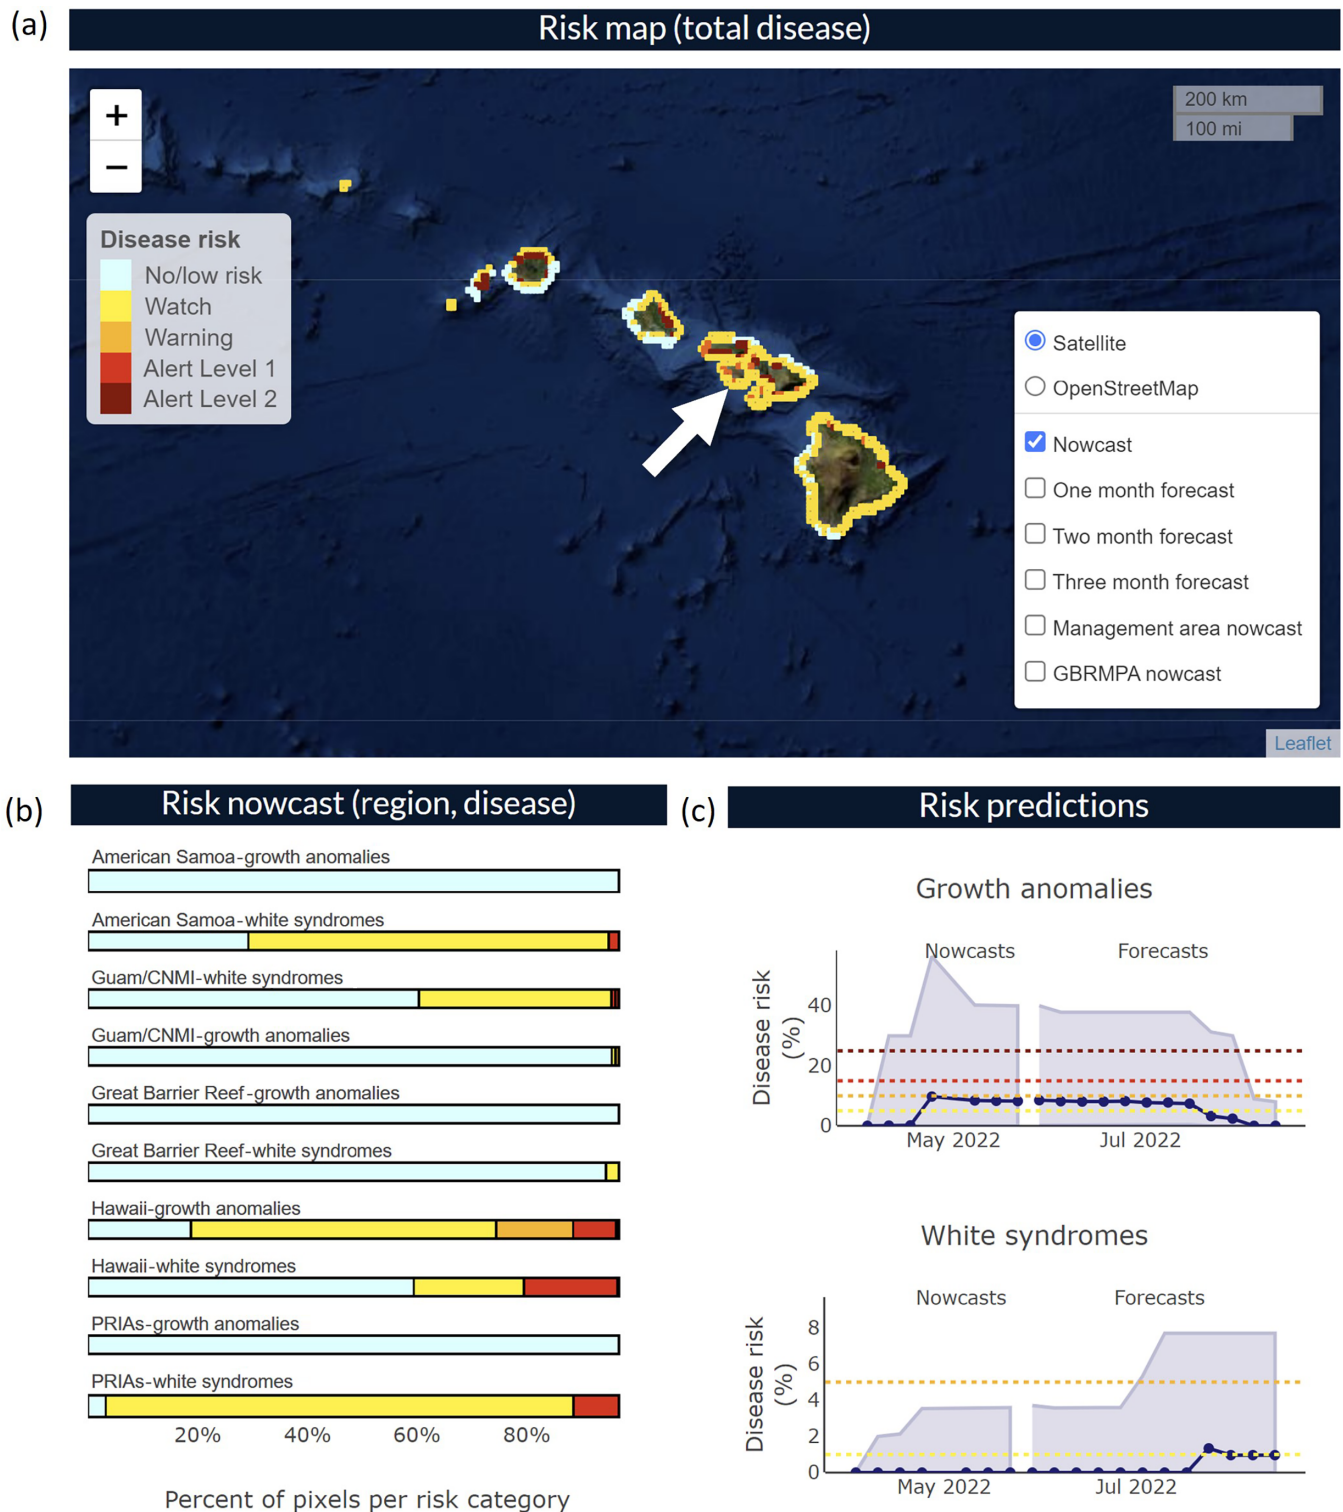 (a)
Risk map (total disease)
+
−
200 km
100 mi
Disease risk
No/low risk
Watch
Warning
Alert Level 1
Alert Level 2
Satellite
OpenStreetMap
Nowcast
One month forecast
Two month forecast
Three month forecast
Management area nowcast
GBRMPA nowcast
Leaflet
(b)
Risk nowcast (region, disease)
American Samoa-growth anomalies
American Samoa-white syndromes
Guam/CNMI-white syndromes
Guam/CNMI-growth anomalies
Great Barrier Reef-growth anomalies
Great Barrier Reef-white syndromes
Hawaii-growth anomalies
Hawaii-white syndromes
PRIAs-growth anomalies
PRIAs-white syndromes
20% 40% 60% 80%
Percent of pixels per risk category
(c)
Risk predictions
Growth anomalies
Nowcasts Forecasts
Disease risk
(%)
40
20
0
May 2022 Jul 2022
White syndromes
Nowcasts Forecasts
Disease risk
(%)
8
6
4
2
0
May 2022 Jul 2022